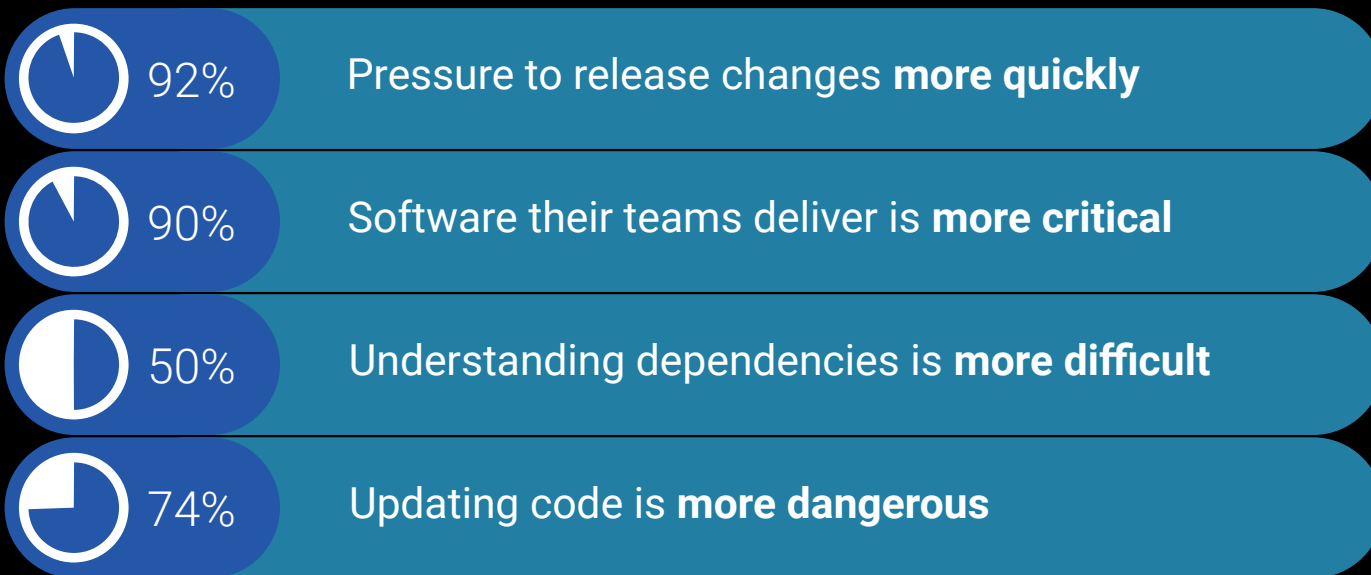 92% Pressure to release changes more quickly
90% Software their teams deliver is more critical
50% Understanding dependencies is more difficult
74% Updating code is more dangerous